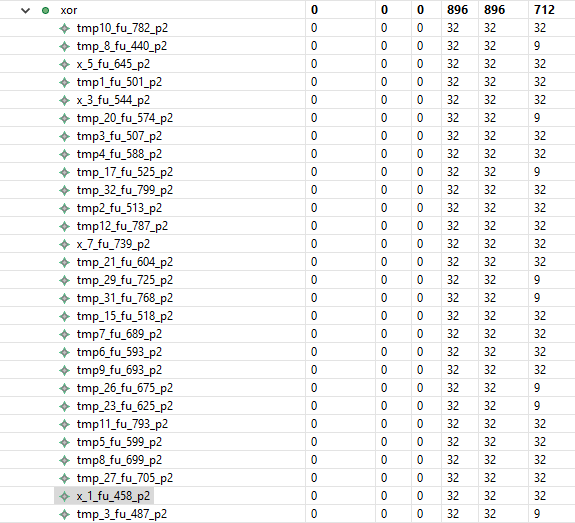 xor 0 0 0 896 896 712
tmp10_fu_782_p2 0 0 0 32 32 32
tmp_8_fu_440_p2 0 0 0 32 32 9
x_5_fu_645_p2 0 0 0 32 32 32
tmp1_fu_501_p2 0 0 0 32 32 32
x_3_fu_544_p2 0 0 0 32 32 32
tmp_20_fu_574_p2 0 0 0 32 32 9
tmp3_fu_507_p2 0 0 0 32 32 32
tmp4_fu_588_p2 0 0 0 32 32 32
tmp_17_fu_525_p2 0 0 0 32 32 9
tmp_32_fu_799_p2 0 0 0 32 32 32
tmp2_fu_513_p2 0 0 0 32 32 32
tmp12_fu_787_p2 0 0 0 32 32 32
x_7_fu_739_p2 0 0 0 32 32 32
tmp_21_fu_604_p2 0 0 0 32 32 32
tmp_29_fu_725_p2 0 0 0 32 32 9
tmp_31_fu_768_p2 0 0 0 32 32 9
tmp_15_fu_518_p2 0 0 0 32 32 32
tmp7_fu_689_p2 0 0 0 32 32 32
tmp6_fu_593_p2 0 0 0 32 32 32
tmp9_fu_693_p2 0 0 0 32 32 32
tmp_26_fu_675_p2 0 0 0 32 32 9
tmp_23_fu_625_p2 0 0 0 32 32 9
tmp11_fu_793_p2 0 0 0 32 32 32
tmp5_fu_599_p2 0 0 0 32 32 32
tmp8_fu_699_p2 0 0 0 32 32 32
tmp_27_fu_705_p2 0 0 0 32 32 32
x_1_fu_458_p2 0 0 0 32 32 32
tmp_3_fu_487_p2 0 0 0 32 32 9